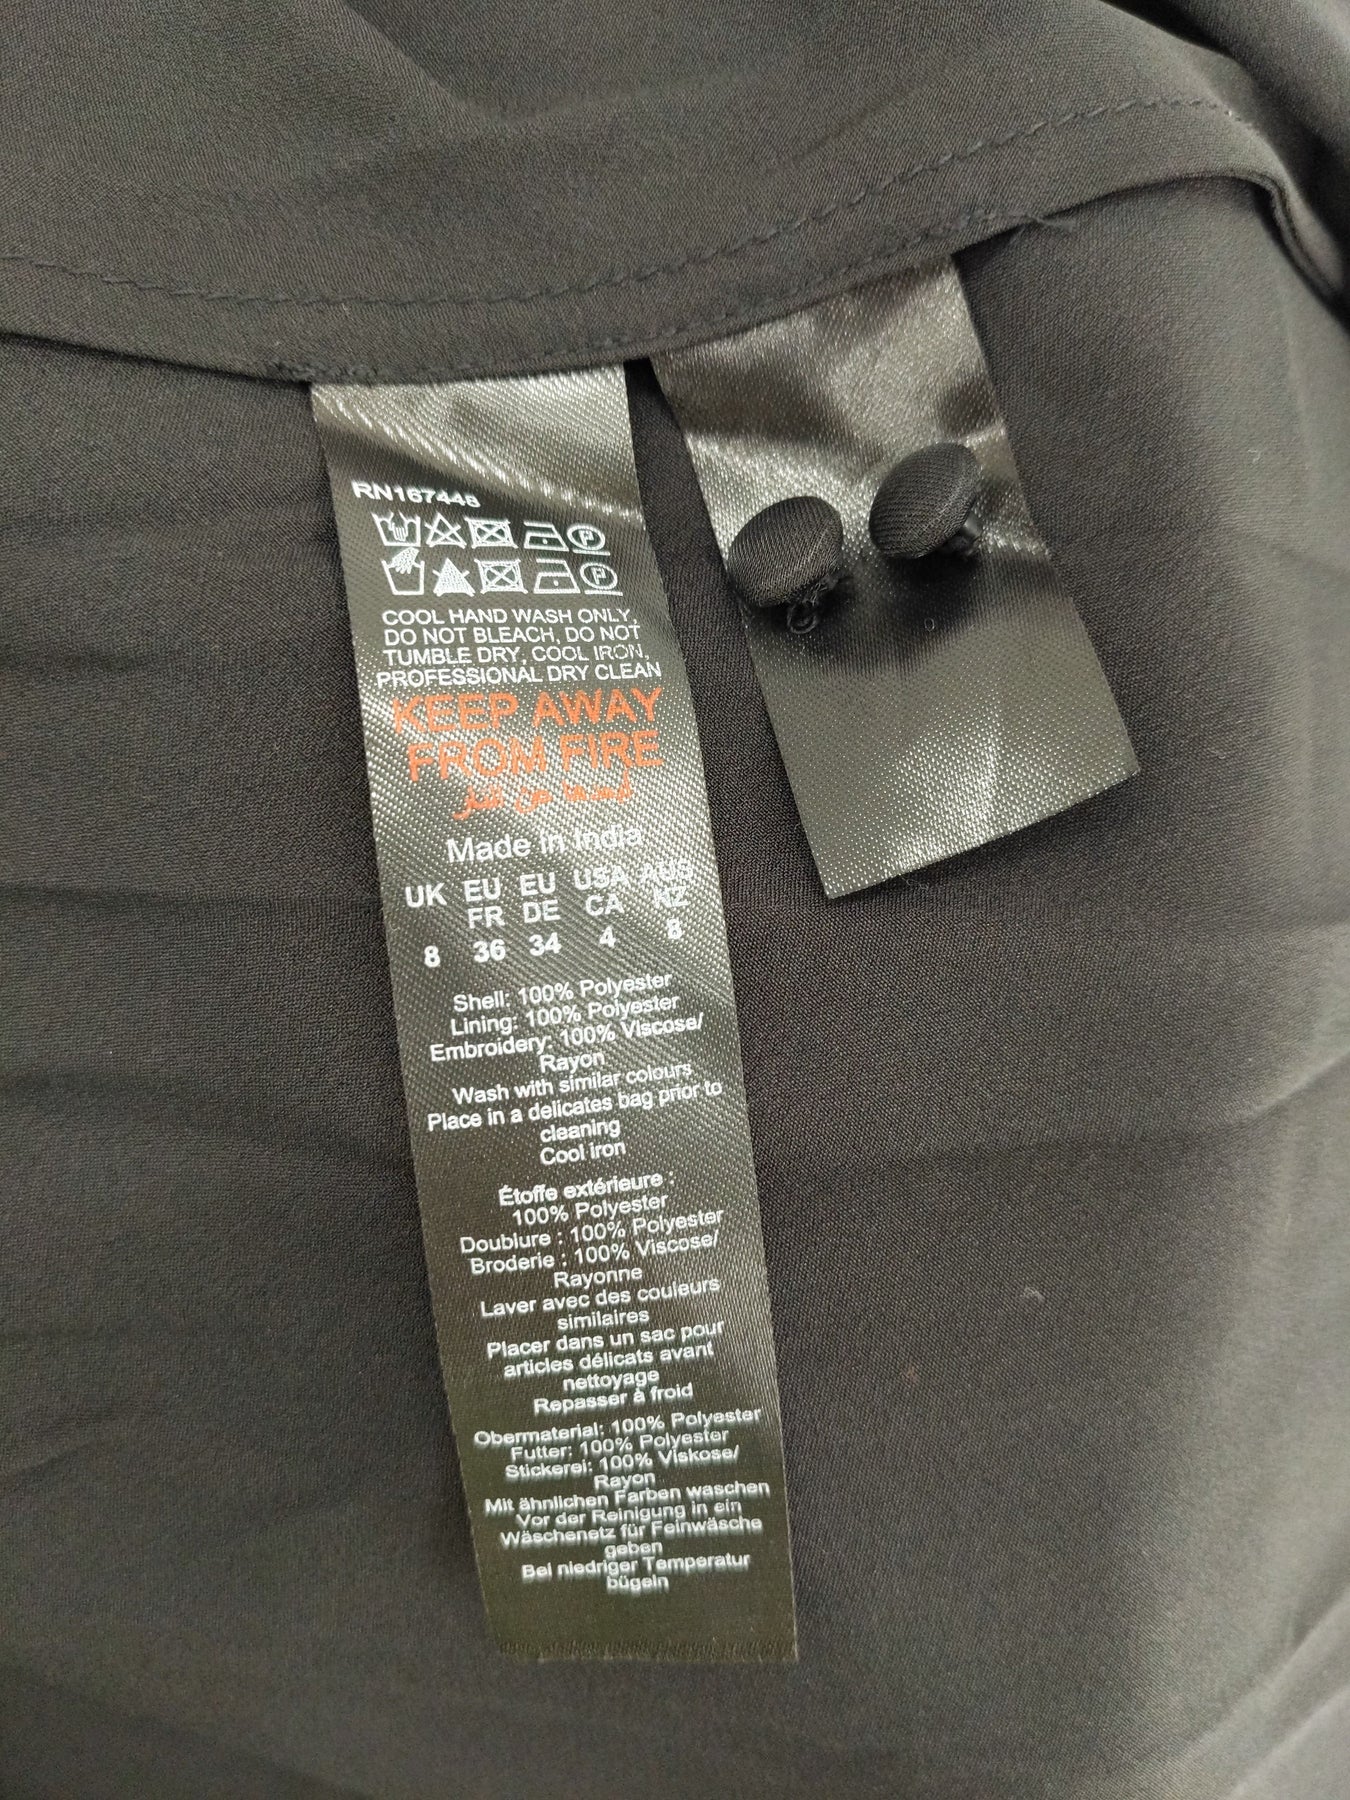 RN167448
COOL HAND WASH ONLY,
DO NOT BLEACH, DO NOT
TUMBLE DRY, COOL IRON,
PROFESSIONAL DRY CLEAN
KEEP AWAY
FROM FIRE
أبعدها عن النار
Made in India
UK EU EU USA AUS
FR DE CA NZ
8 36 34 4 8
Shell: 100% Polyester
Lining: 100% Polyester
Embroidery: 100% Viscose/
Rayon
Wash with similar colours
Place in a delicates bag prior to
cleaning
Cool iron
Étoffe extérieure :
100% Polyester
Doublure : 100% Polyester
Broderie : 100% Viscose/
Rayonne
Laver avec des couleurs
similaires
Placer dans un sac pour
articles délicats avant
nettoyage
Repasser à froid
Obermaterial: 100% Polyester
Futter: 100% Polyester
Stickerei: 100% Viskose/
Rayon
Mit ähnlichen Farben waschen
Vor der Reinigung in ein
Wäschenetz für Feinwäsche
geben
Bei niedriger Temperatur
bügeln